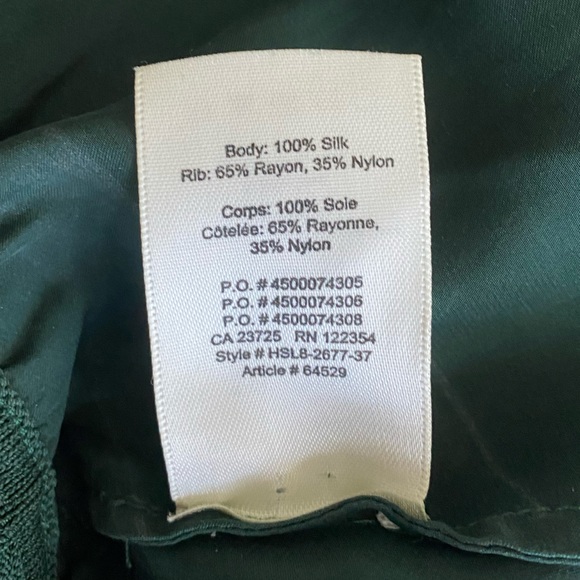 Body: 100% Silk
Rib: 65% Rayon, 35% Nylon
Corps: 100% Soie
Côtelée: 65% Rayonne,
35% Nylon
P.O. #4500074305
P.O. #4500074306
P.O. #4500074308
CA 23725 RN 122354
Style # HSL8-2677-37
Article # 64529